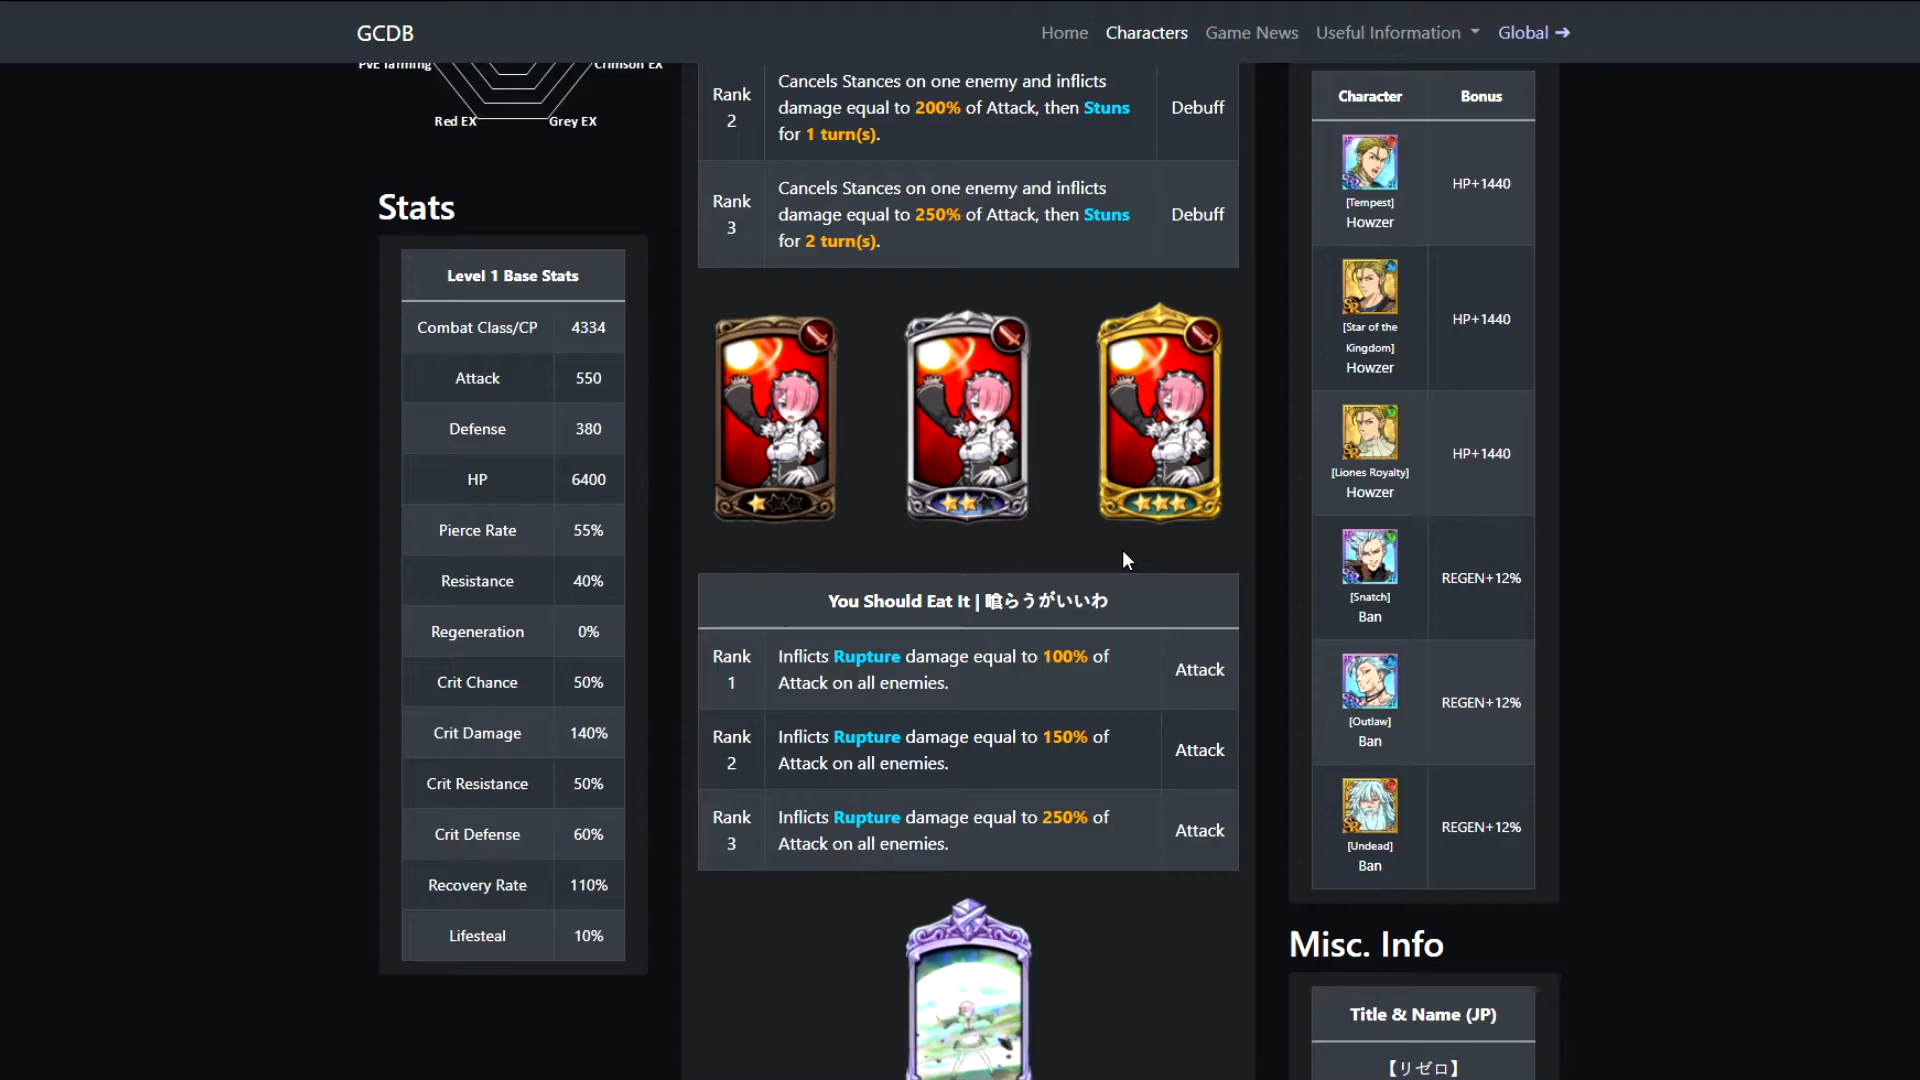 GCDB
Home
Characters
Game News
Useful Information
Global →
PvE Farming
Crimson EX
Red EX
Grey EX
Stats
Level 1 Base Stats
Combat Class/CP 4334
Attack 550
Defense 380
HP 6400
Pierce Rate 55%
Resistance 40%
Regeneration 0%
Crit Chance 50%
Crit Damage 140%
Crit Resistance 50%
Crit Defense 60%
Recovery Rate 110%
Lifesteal 10%
Rank
2
Cancels Stances on one enemy and inflicts
damage equal to 200% of Attack, then Stuns
for 1 turn(s).
Debuff
Rank
3
Cancels Stances on one enemy and inflicts
damage equal to 250% of Attack, then Stuns
for 2 turn(s).
Debuff
You Should Eat It | 喰らうがいいわ
Rank
1
Inflicts Rupture damage equal to 100% of
Attack on all enemies.
Attack
Rank
2
Inflicts Rupture damage equal to 150% of
Attack on all enemies.
Attack
Rank
3
Inflicts Rupture damage equal to 250% of
Attack on all enemies.
Attack
Character Bonus
[Tempest]
Howzer
HP+1440
SR
[Star of the
Kingdom]
Howzer
HP+1440
SR
[Liones Royalty]
Howzer
HP+1440
[Snatch]
Ban
REGEN+12%
[Outlaw]
Ban
REGEN+12%
SR
[Undead]
Ban
REGEN+12%
Misc. Info
Title & Name (JP)
【リゼロ】